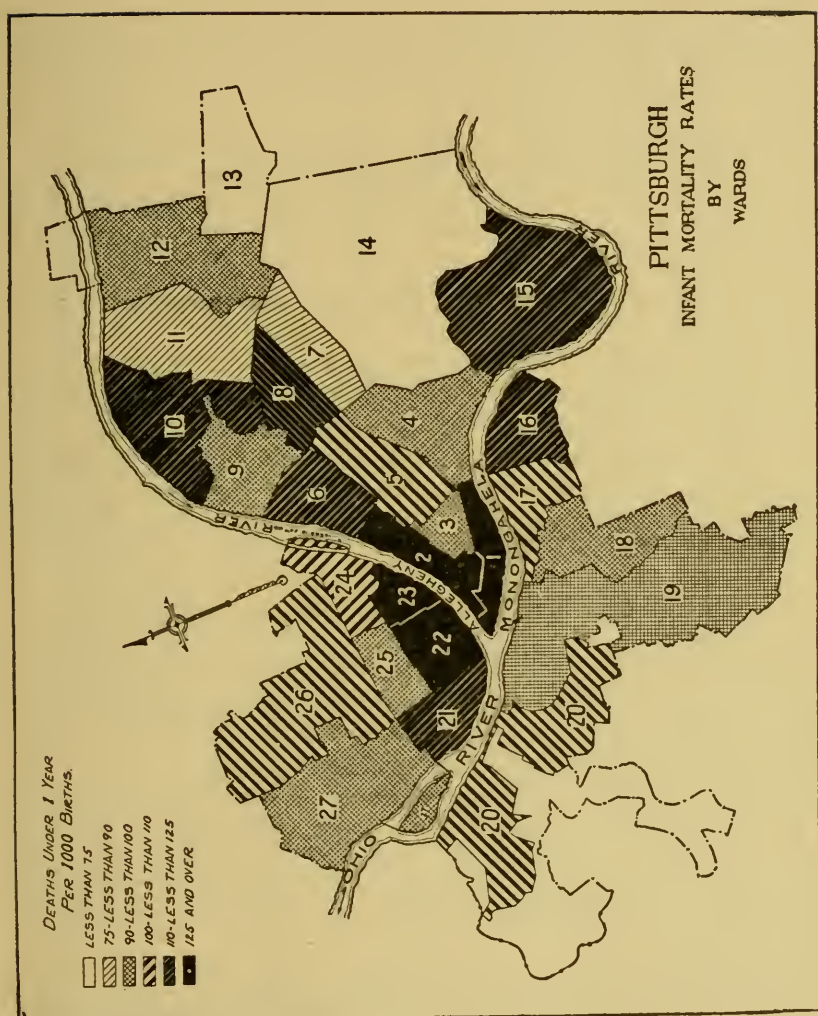 DEATHS UNDER 1 YEAR
PER 1000 BIRTHS.
LESS THAN 75
75-LESS THAN 90
90-LESS THAN 100
100-LESS THAN 110
110-LESS THAN 125
125 AND OVER
PITTSBURGH
INFANT MORTALITY RATES
BY
WARDS
OHIO
RIVER
ALLEGHENY
RIVER
MONONGAHELA
RIVER
1
2
3
4
5
6
7
8
9
10
11
12
13
14
15
16
17
18
19
20
20
21
22
23
24
25
26
27